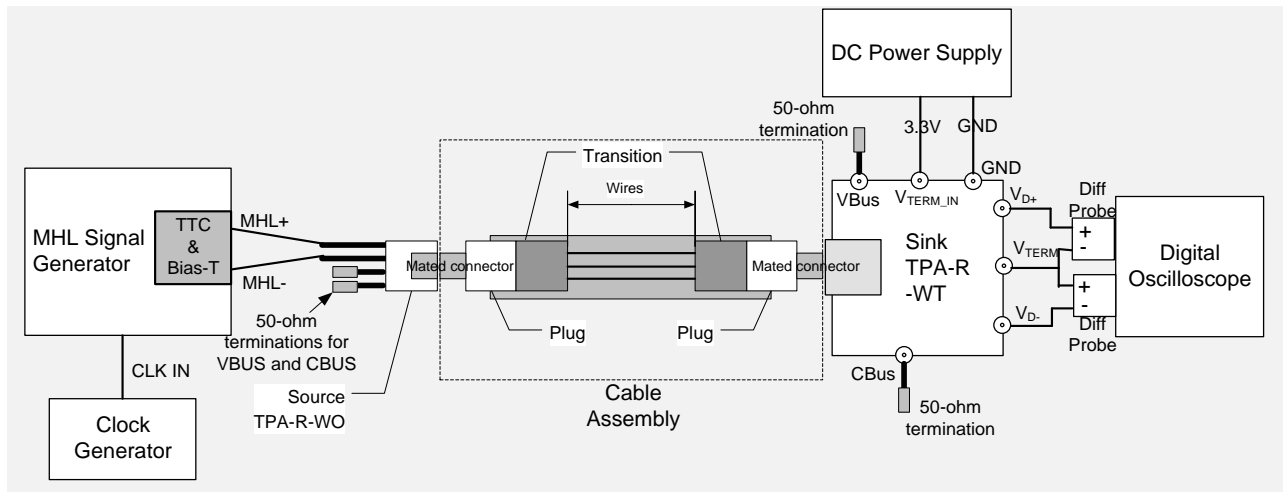 DC Power Supply
50-ohm
termination
3.3V
GND
GND
VBus
VTERM_IN
VD+
Diff
Probe
+
-
Transition
Wires
MHL Signal
Generator
TTC
&
Bias-T
MHL+
MHL-
Mated connector
Mated connector
Sink
TPA-R
-WT
VTERM
+
-
Digital
Oscilloscope
VD-
Diff
Probe
50-ohm
terminations for
VBUS and CBUS
Plug
Plug
CLK IN
Source
TPA-R-WO
Cable
Assembly
CBus
50-ohm
termination
Clock
Generator